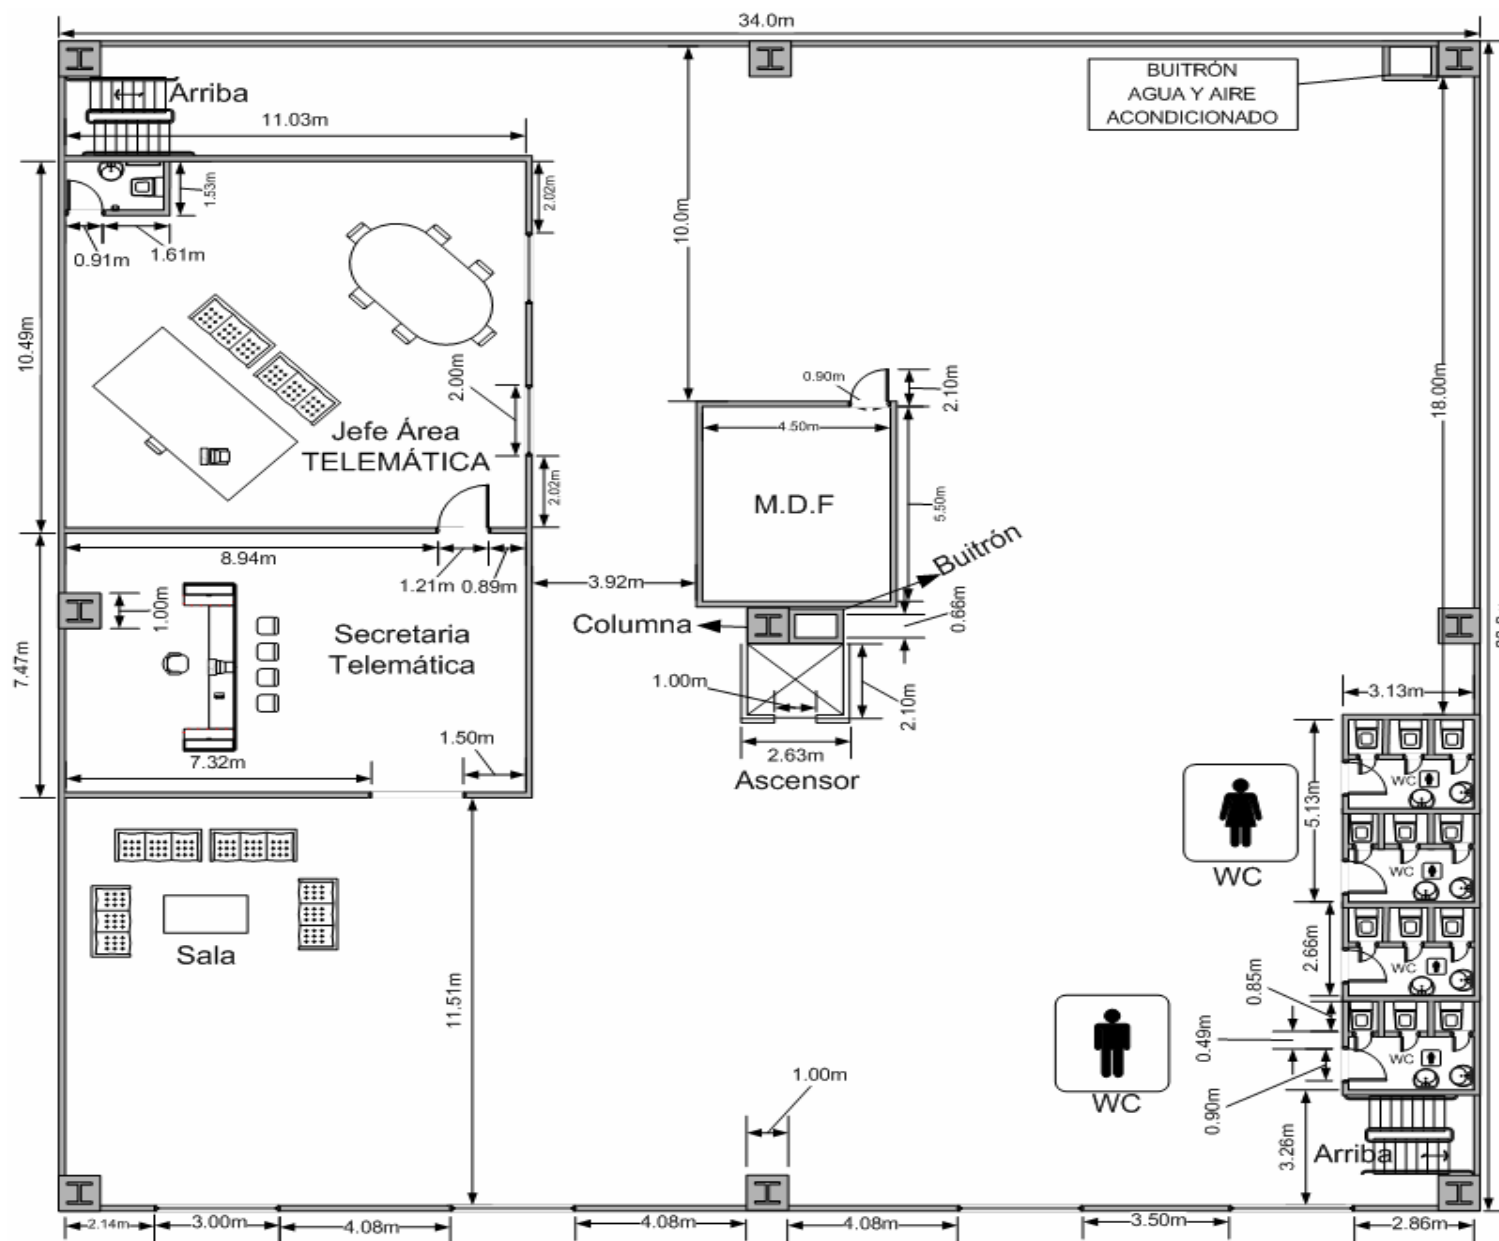 34.0m
BUITRÓN
AGUA Y AIRE
ACONDICIONADO
Arriba
11.03m
1.53m
2.02m
0.91m
1.61m
10.0m
10.49m
2.00m
18.00m
0.90m
2.10m
4.50m
Jefe Área
TELEMÁTICA
2.02m
M.D.F
5.50m
8.94m
1.21m
0.89m
3.92m
Buitrón
1.00m
Columna
0.66m
Secretaria
Telemática
7.47m
1.00m
2.10m
3.13m
1.50m
7.32m
2.63m
Ascensor
WC
5.13m
WC
WC
Sala
2.66m
WC
0.85m
11.51m
0.49m
WC
1.00m
WC
0.90m
3.26m
Arriba
2.14m
3.00m
4.08m
4.08m
4.08m
3.50m
2.86m